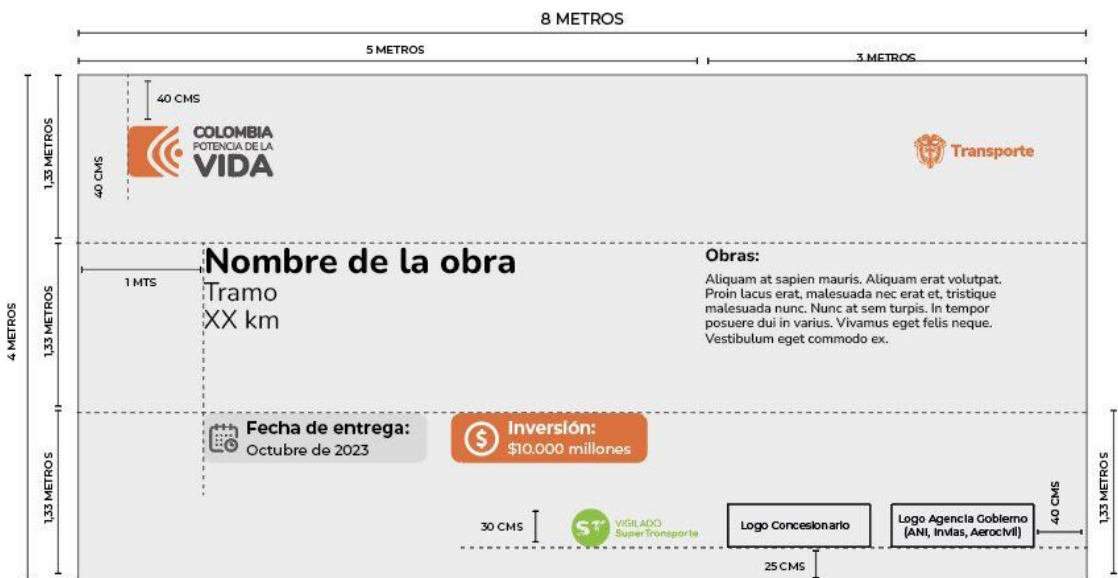 8 METROS
5 METROS
3 METROS
40 CMS
COLOMBIA
POTENCIA DE LA
VIDA
Transporte
1,33 METROS
40 CMS
4 METROS
1 MTS
Nombre de la obra
Tramo
XX km
1,33 METROS
Obras:
Aliquam at sapien mauris. Aliquam erat volutpat.
Proin lacus erat, malesuada nec erat et, tristique
malesuada nunc. Nunc at sem turpis. In tempor
posuere dui in varius. Vivamus eget felis neque.
Vestibulum eget commodo ex.
Fecha de entrega:
Octubre de 2023
$
Inversión:
$10.000 millones
1,33 METROS
30 CMS
ST
VIGILADO
SuperTransporte
Logo Concesionario
Logo Agencia Gobierno
(ANI, Invias, Aerocivil)
40 CMS
1,33 METROS
25 CMS